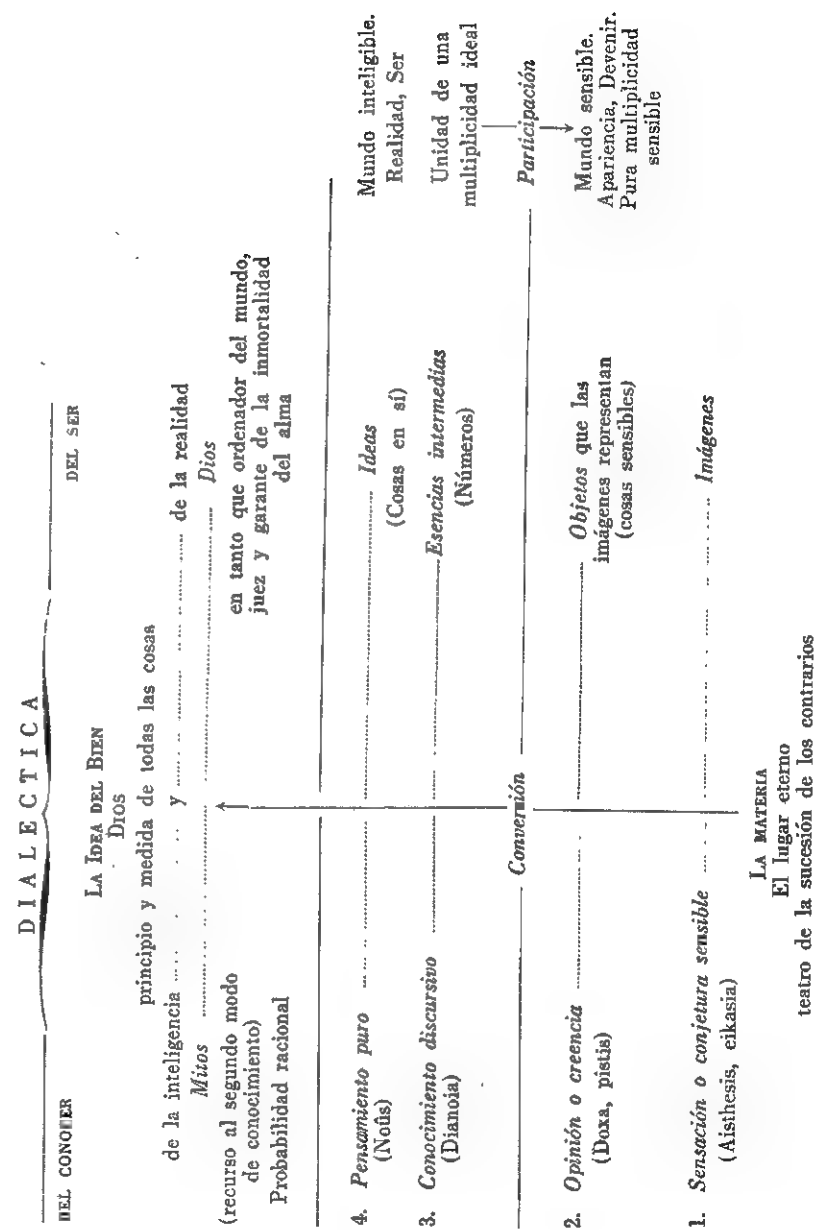 DIALECTICA
DEL CONOCER
DEL SER
LA IDEA DEL BIEN
DIOS
principio y medida de todas las cosas
de la inteligencia ..... y ..... de la realidad
Mitos ..... Dios
(recurso al segundo modo
de conocimiento)
Probabilidad racional
en tanto que ordenador del mundo,
juez y garante de la inmortalidad
del alma
4. Pensamiento puro ..... Ideas
(Noûs)
(Cosas en sí)
3. Conocimiento discursivo ..... Esencias intermedias
(Dianoia)
(Números)
Mundo inteligible.
Realidad, Ser
Unidad de una
multiplicidad ideal
Conversión
Participación
2. Opinión o creencia ..... Objetos que las
(Doxa, pistis)
imágenes representan
(cosas sensibles)
Mundo sensible.
Apariencia, Devenir.
Pura multiplicidad
sensible
1. Sensación o conjetura sensible ..... Imágenes
(Aisthesis, eikasia)
LA MATERIA
El lugar eterno
teatro de la sucesión de los contrarios